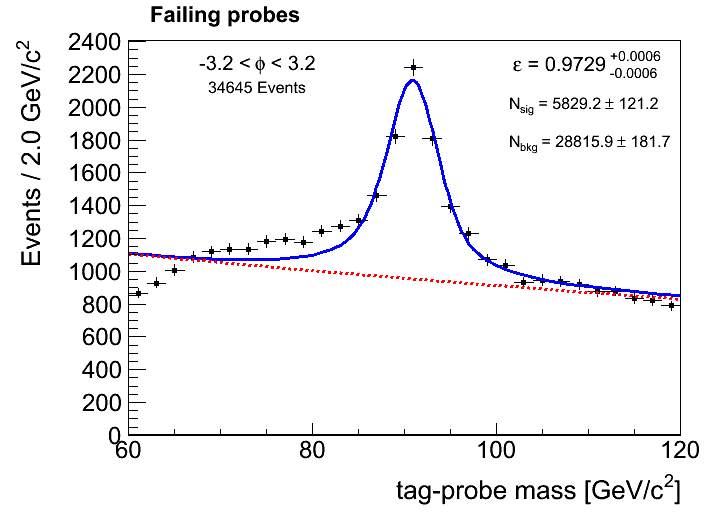 Failing probes
-3.2 < ϕ < 3.2
34645 Events
ε = 0.9729 +0.0006 -0.0006
Nsig = 5829.2 ± 121.2
Nbkg = 28815.9 ± 181.7
Events / 2.0 GeV/c²
2400
2200
2000
1800
1600
1400
1200
1000
800
600
400
200
0
60 80 100 120
tag-probe mass [GeV/c²]